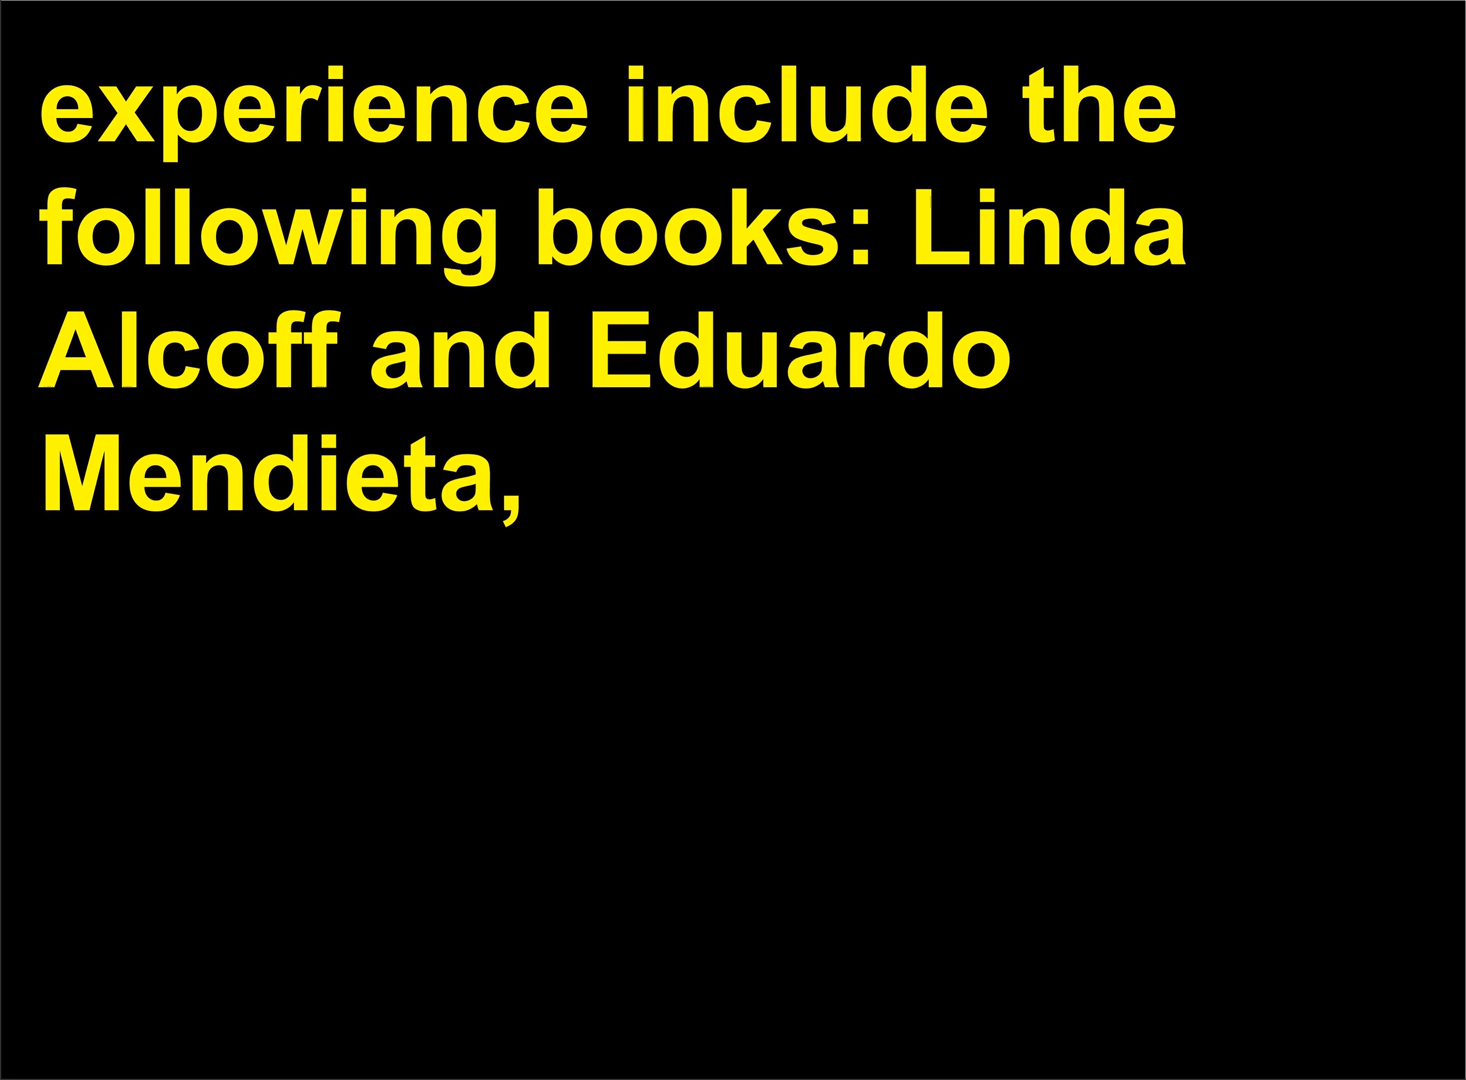 experience include the
following books: Linda
Alcoff and Eduardo
Mendieta,